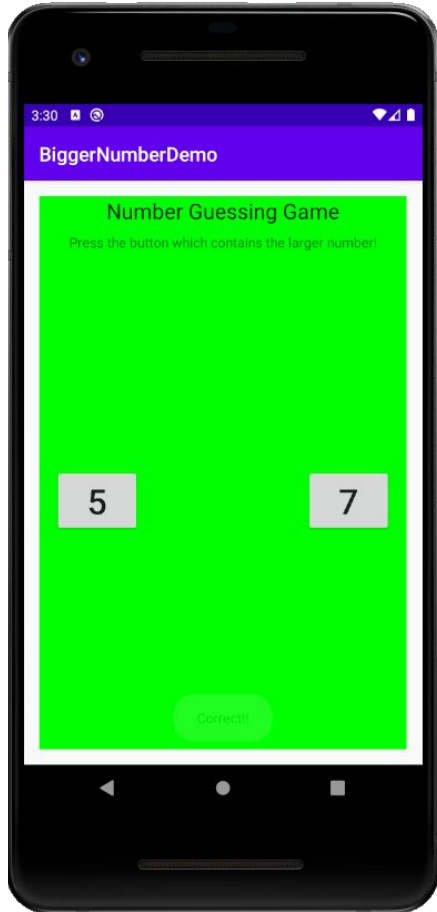 3:30
BiggerNumberDemo
Number Guessing Game
Press the button which contains the larger number!
5
7
Correct!!